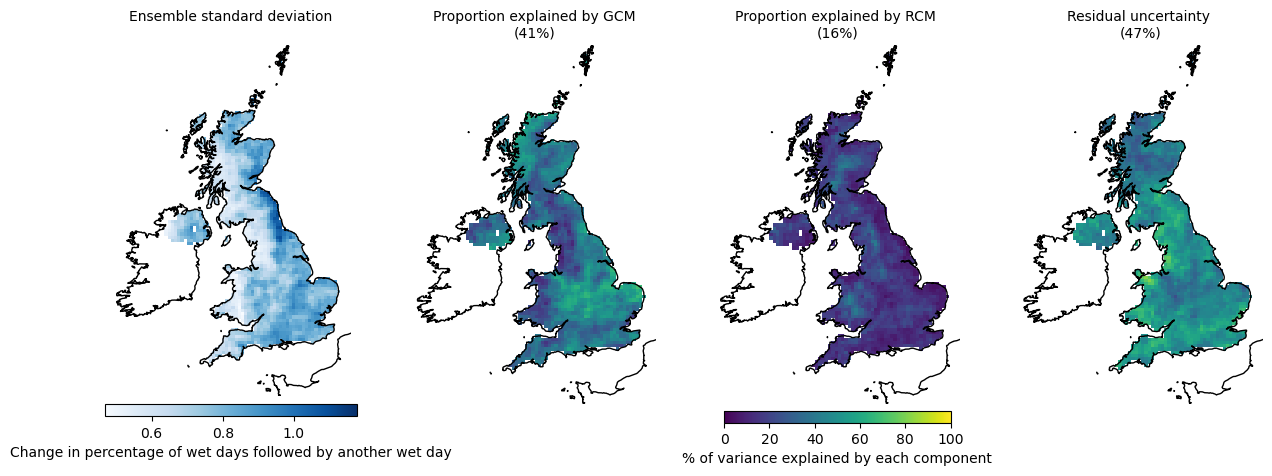 Ensemble standard deviation
Proportion explained by GCM
(41%)
Proportion explained by RCM
(16%)
Residual uncertainty
(47%)
0.6 0.8 1.0
Change in percentage of wet days followed by another wet day
0 20 40 60 80 100
% of variance explained by each component